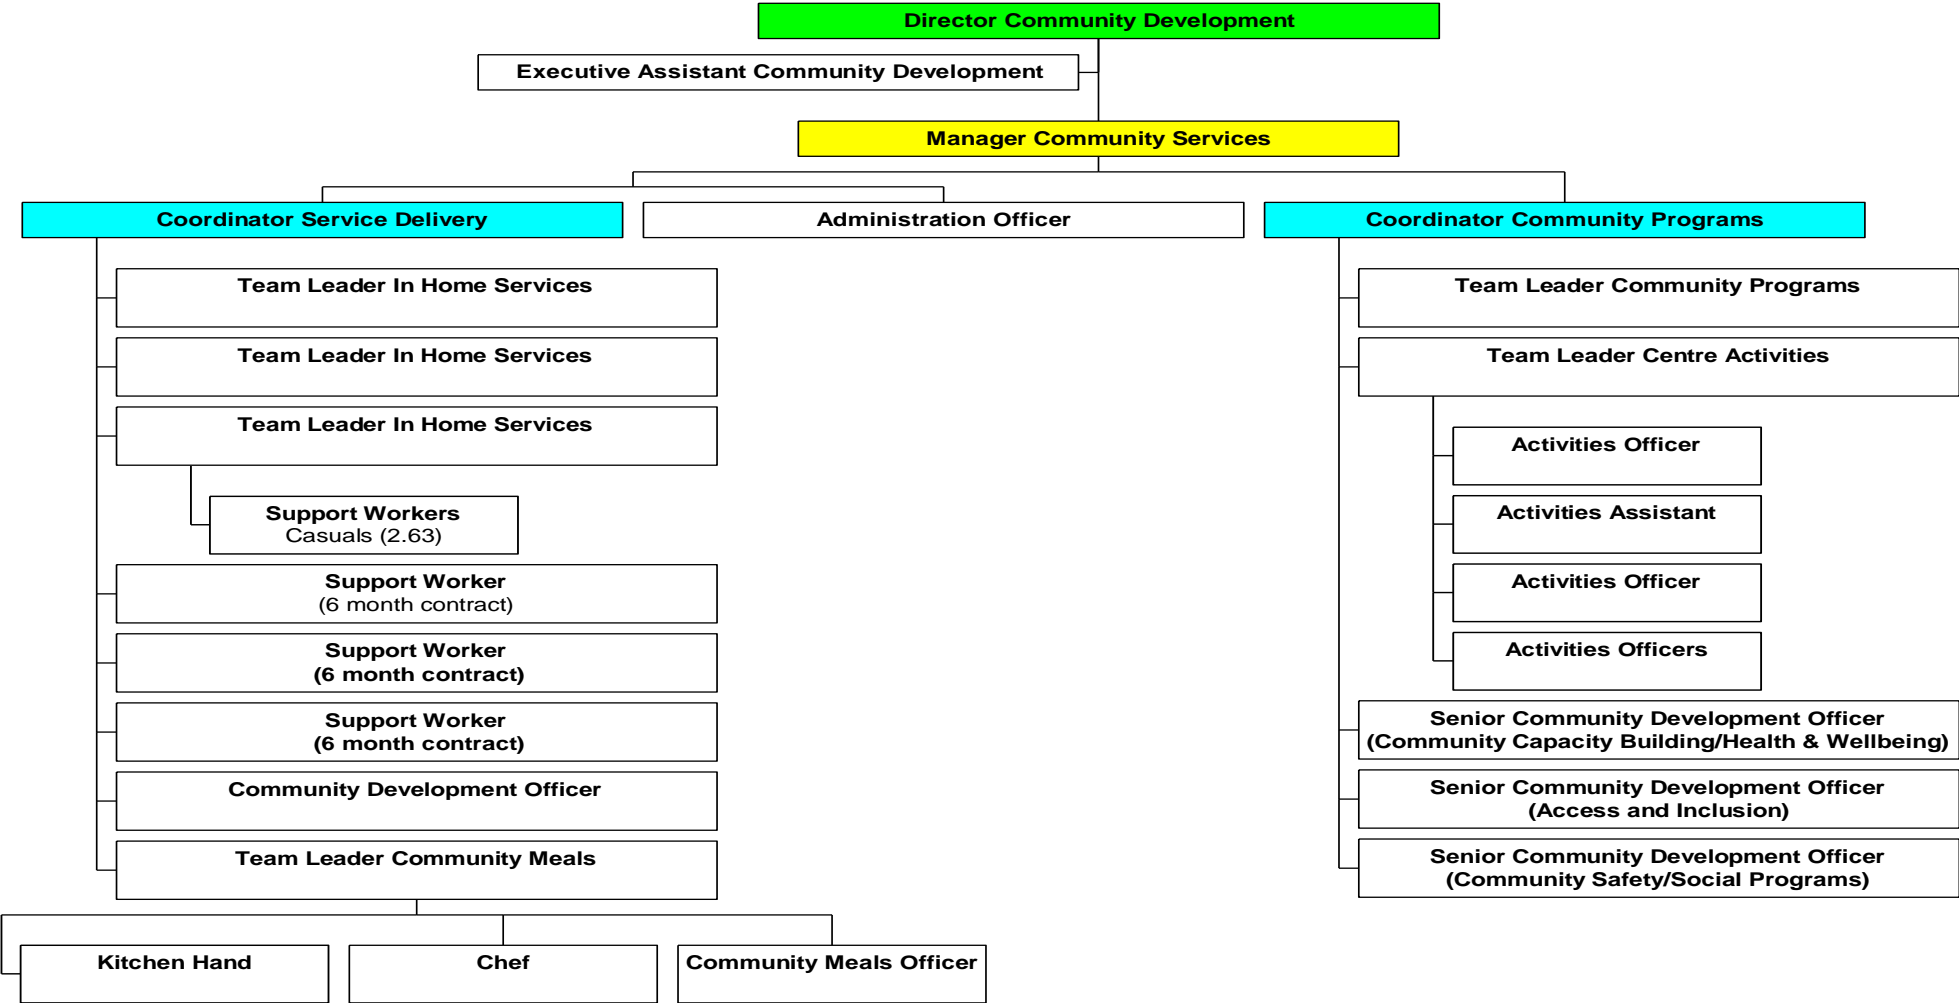 Director Community Development
Executive Assistant Community Development
Manager Community Services
Coordinator Service Delivery
Administration Officer
Coordinator Community Programs
Team Leader In Home Services
Team Leader In Home Services
Team Leader In Home Services
Support Workers
Casuals (2.63)
Support Worker
(6 month contract)
Support Worker
(6 month contract)
Support Worker
(6 month contract)
Community Development Officer
Team Leader Community Meals
Kitchen Hand
Chef
Community Meals Officer
Team Leader Community Programs
Team Leader Centre Activities
Activities Officer
Activities Assistant
Activities Officer
Activities Officers
Senior Community Development Officer
(Community Capacity Building/Health & Wellbeing)
Senior Community Development Officer
(Access and Inclusion)
Senior Community Development Officer
(Community Safety/Social Programs)